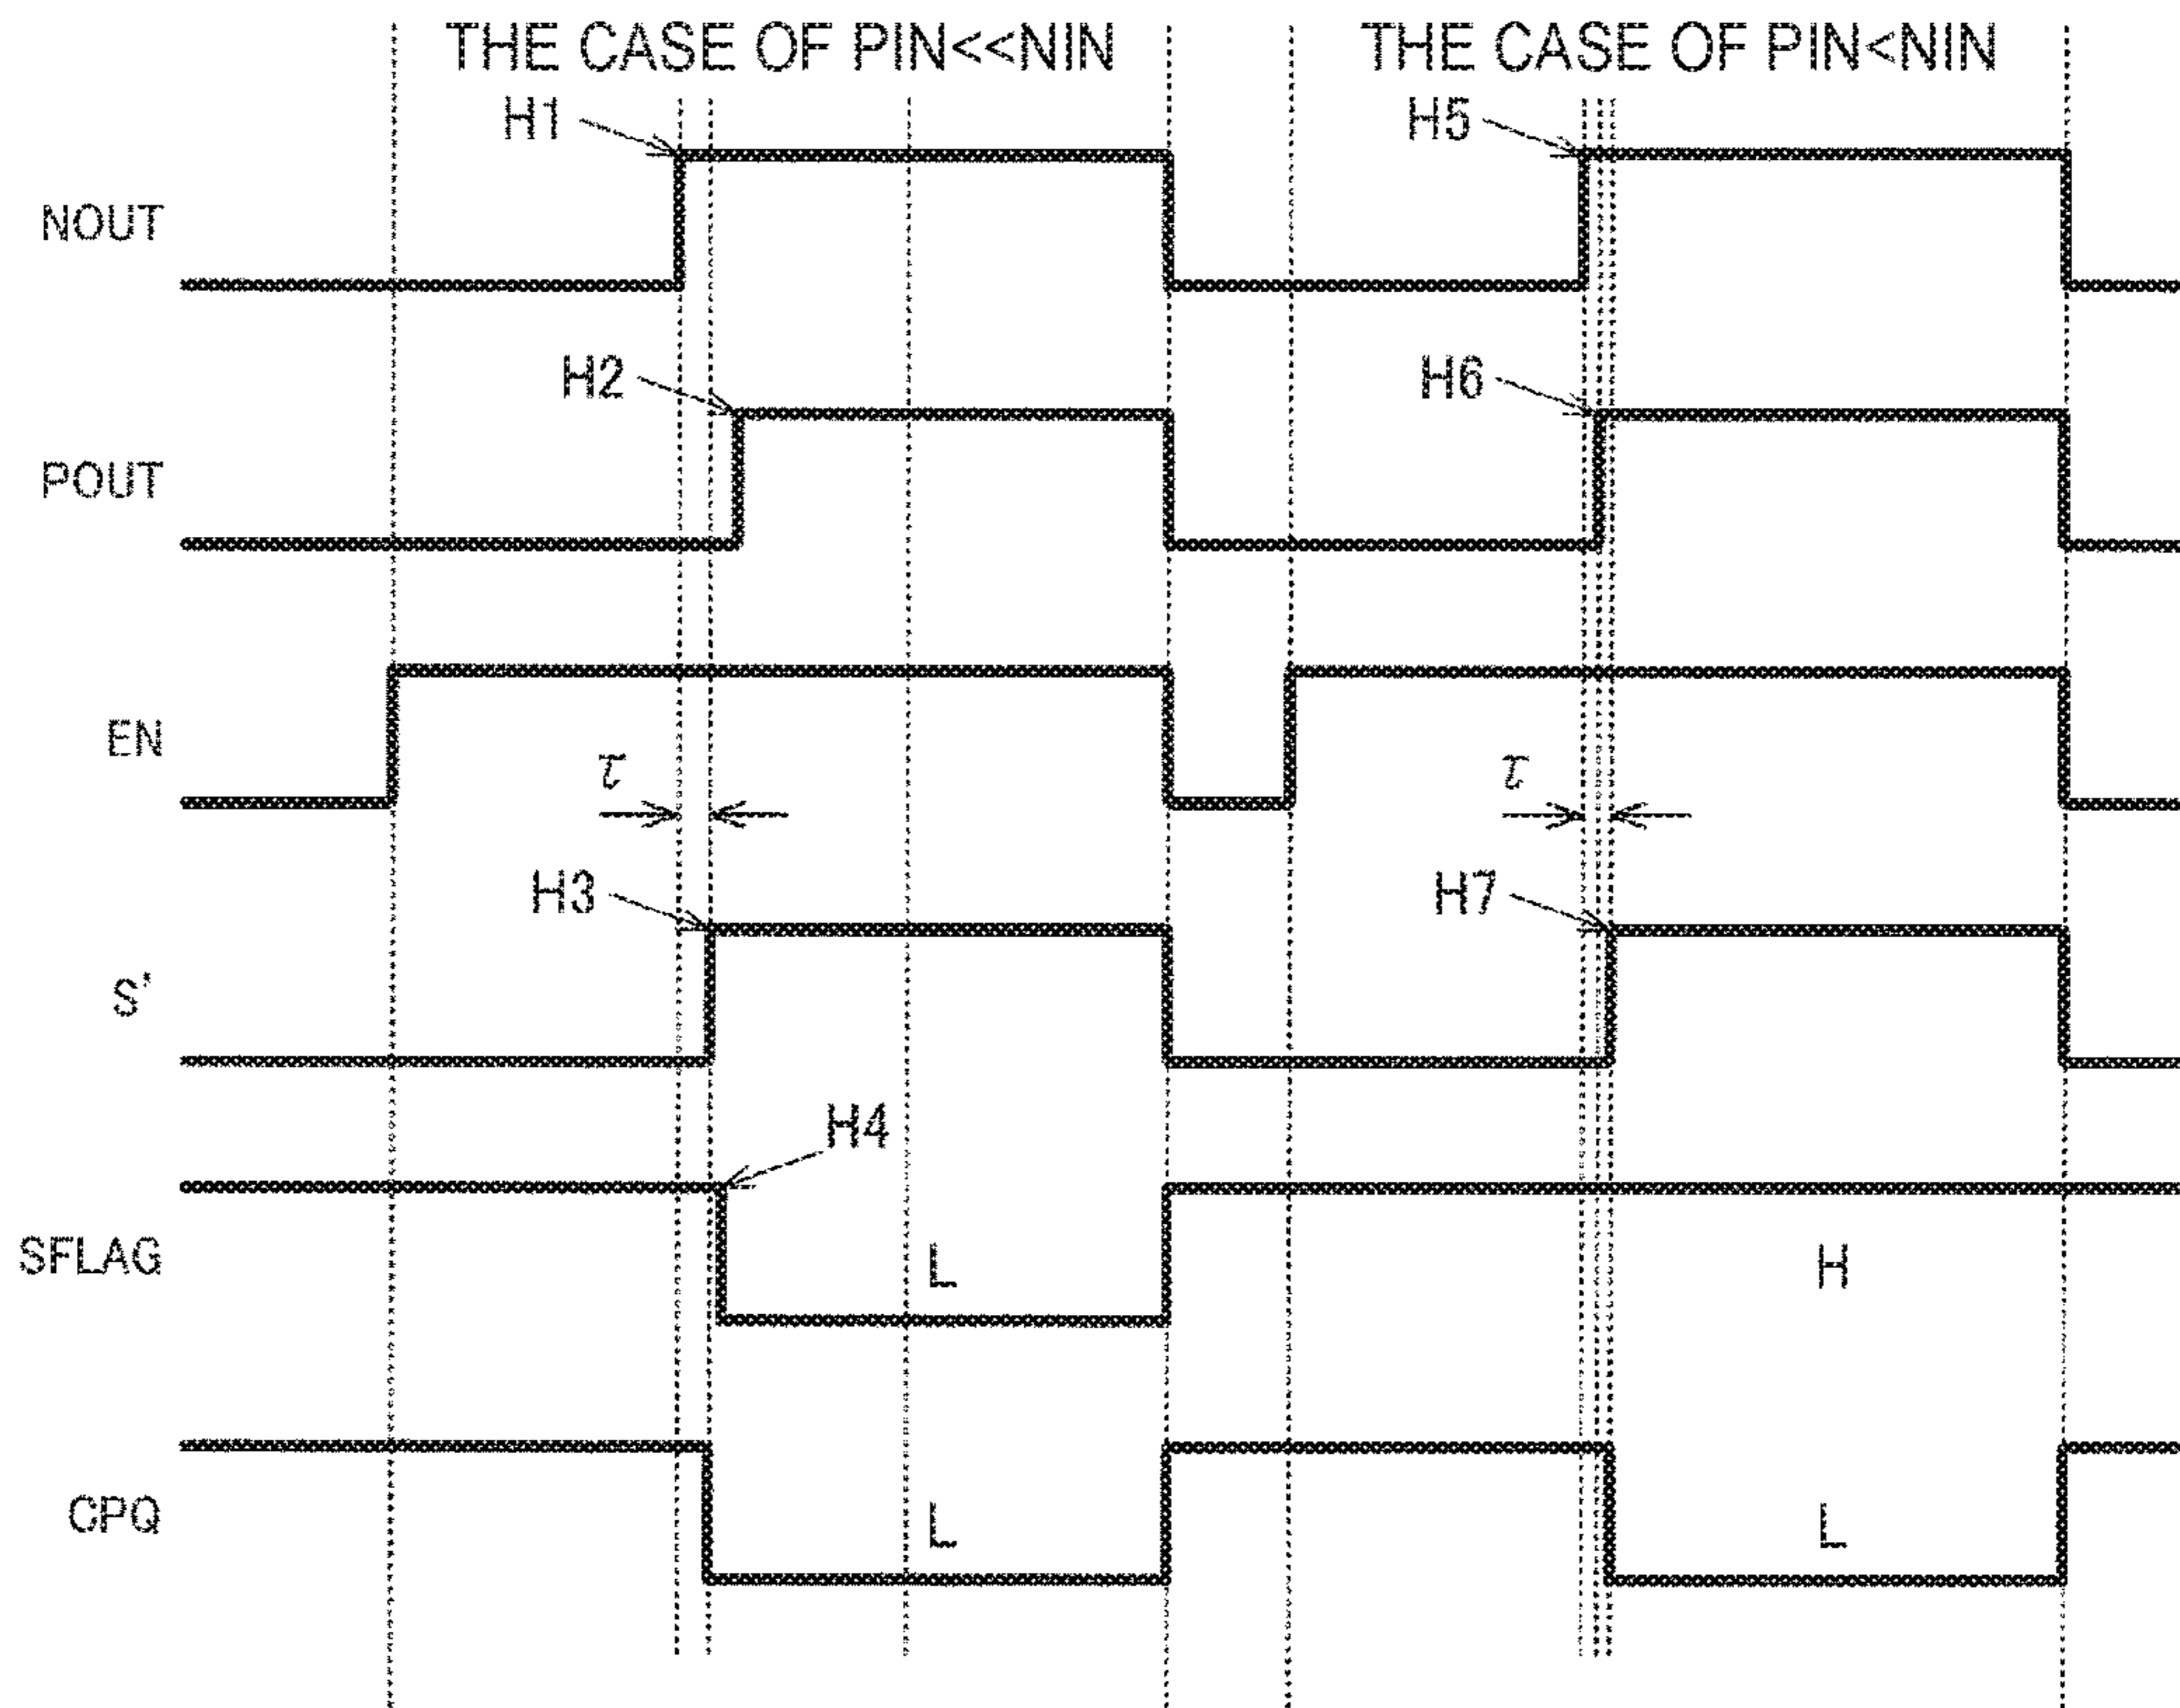 THE CASE OF PIN<<NIN
THE CASE OF PIN<NIN
H1
H5
NOUT
H2
H6
POUT
EN
τ
τ
H3
H7
S'
H4
SFLAG
L
H
CPQ
L
L